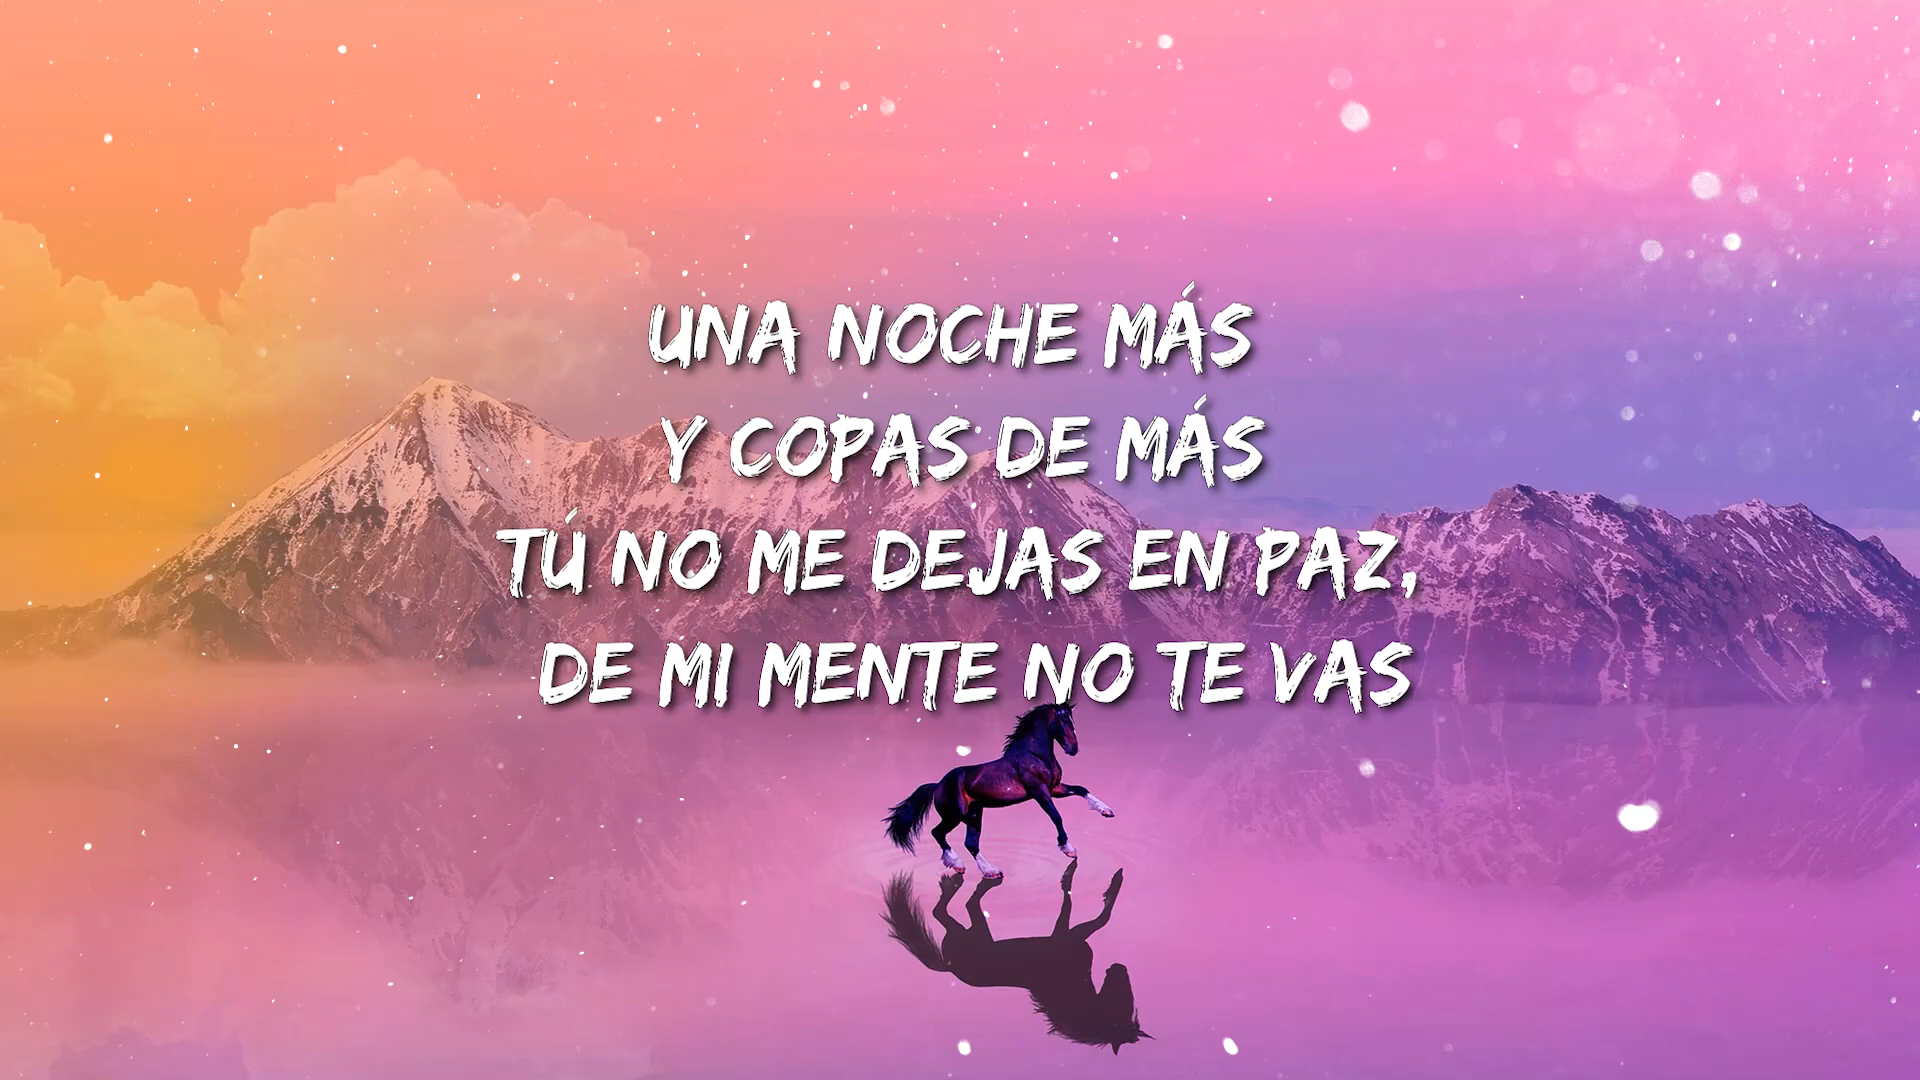 UNA NOCHE MÁS
Y COPAS DE MÁS
TÚ NO ME DEJAS EN PAZ,
DE MI MENTE NO TE VAS